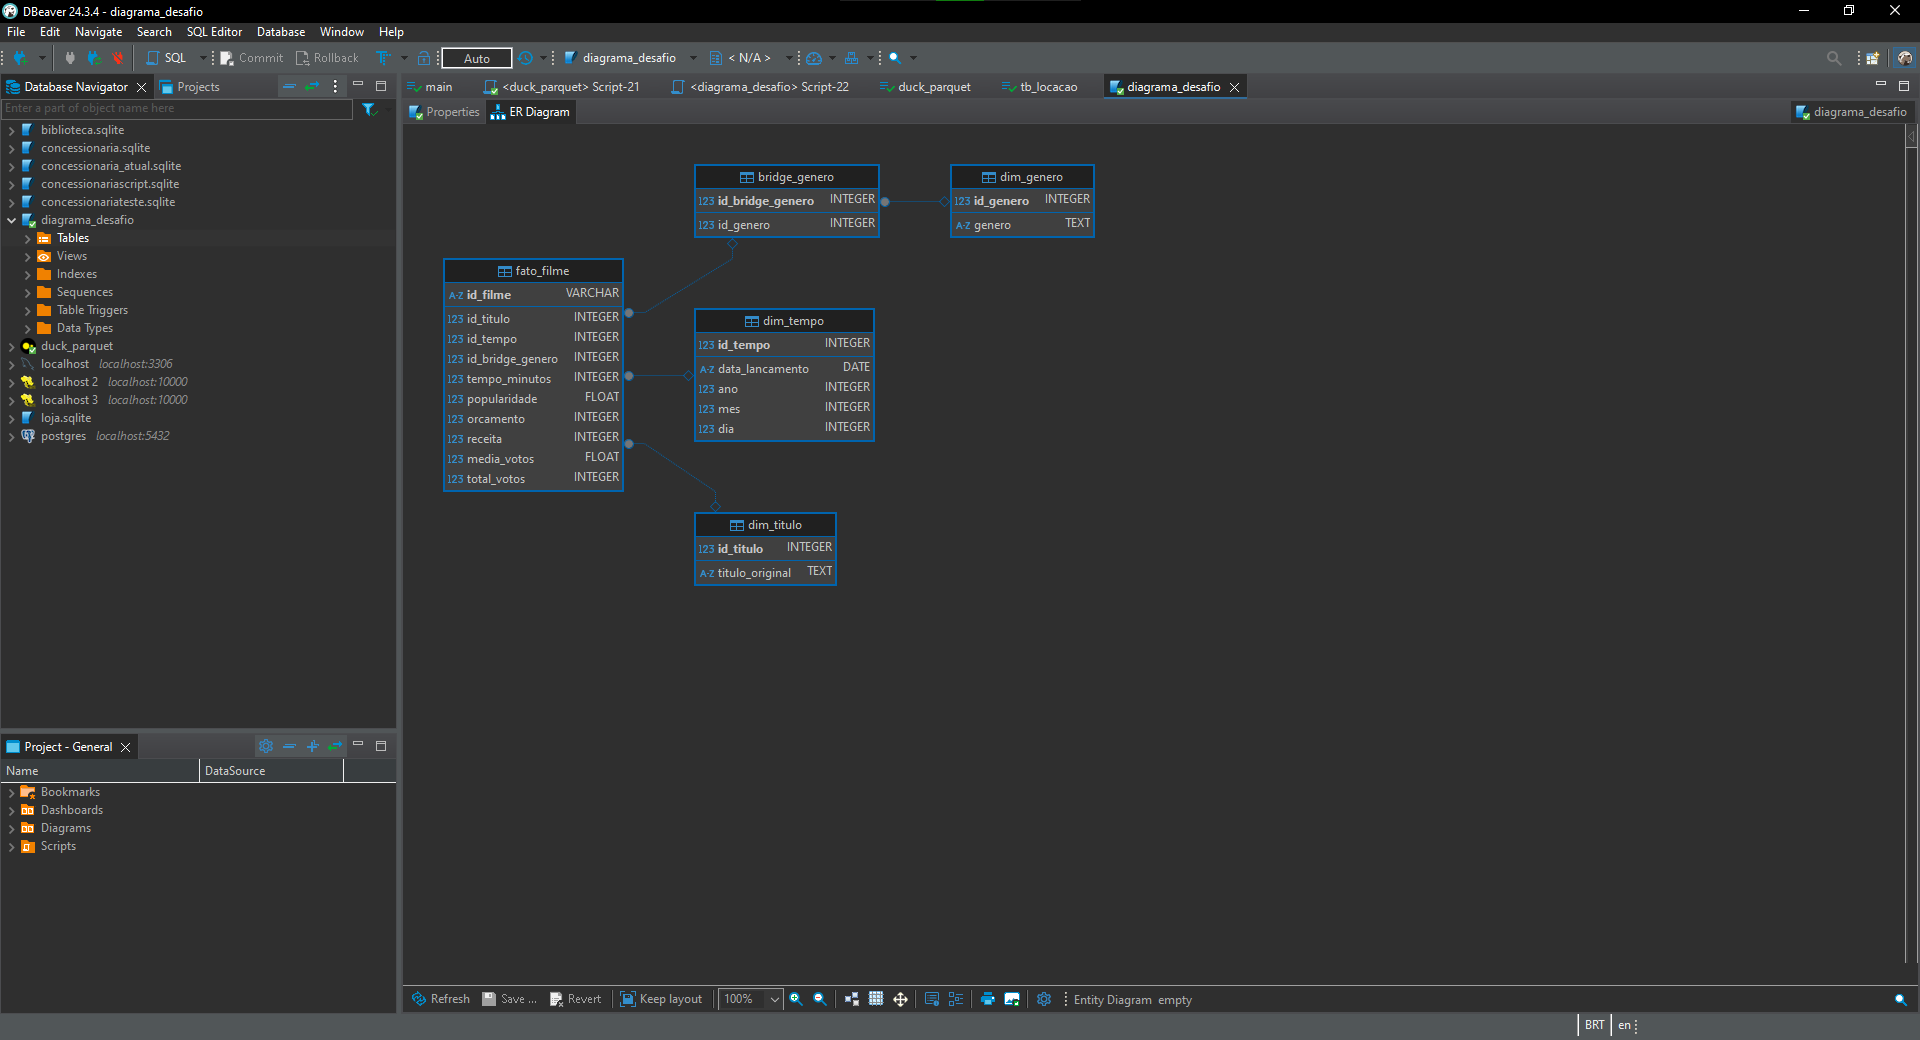 DBeaver 24.3.4 - diagrama_desafio
File Edit Navigate Search SQL Editor Database Window Help
SQL Commit Rollback Auto diagrama_desafio < N/A >
Database Navigator Projects
Enter a part of object name here
biblioteca.sqlite
concessionaria.sqlite
concessionaria_atual.sqlite
concessionariascript.sqlite
concessionariateste.sqlite
diagrama_desafio
Tables
Views
Indexes
Sequences
Table Triggers
Data Types
duck_parquet
localhost localhost:3306
localhost 2 localhost:10000
localhost 3 localhost:10000
loja.sqlite
postgres localhost:5432
Project - General
Name DataSource
Bookmarks
Dashboards
Diagrams
Scripts
main <duck_parquet> Script-21 <diagrama_desafio> Script-22 duck_parquet tb_locacao diagrama_desafio
Properties ER Diagram diagrama_desafio
bridge_genero
123 id_bridge_genero INTEGER
123 id_genero INTEGER
dim_genero
123 id_genero INTEGER
A-Z genero TEXT
fato_filme
A-Z id_filme VARCHAR
123 id_titulo INTEGER
123 id_tempo INTEGER
123 id_bridge_genero INTEGER
123 tempo_minutos INTEGER
123 popularidade FLOAT
123 orcamento INTEGER
123 receita INTEGER
123 media_votos FLOAT
123 total_votos INTEGER
dim_tempo
123 id_tempo INTEGER
A-Z data_lancamento DATE
123 ano INTEGER
123 mes INTEGER
123 dia INTEGER
dim_titulo
123 id_titulo INTEGER
A-Z titulo_original TEXT
Refresh Save ... Revert Keep layout 100% Entity Diagram empty
BRT en